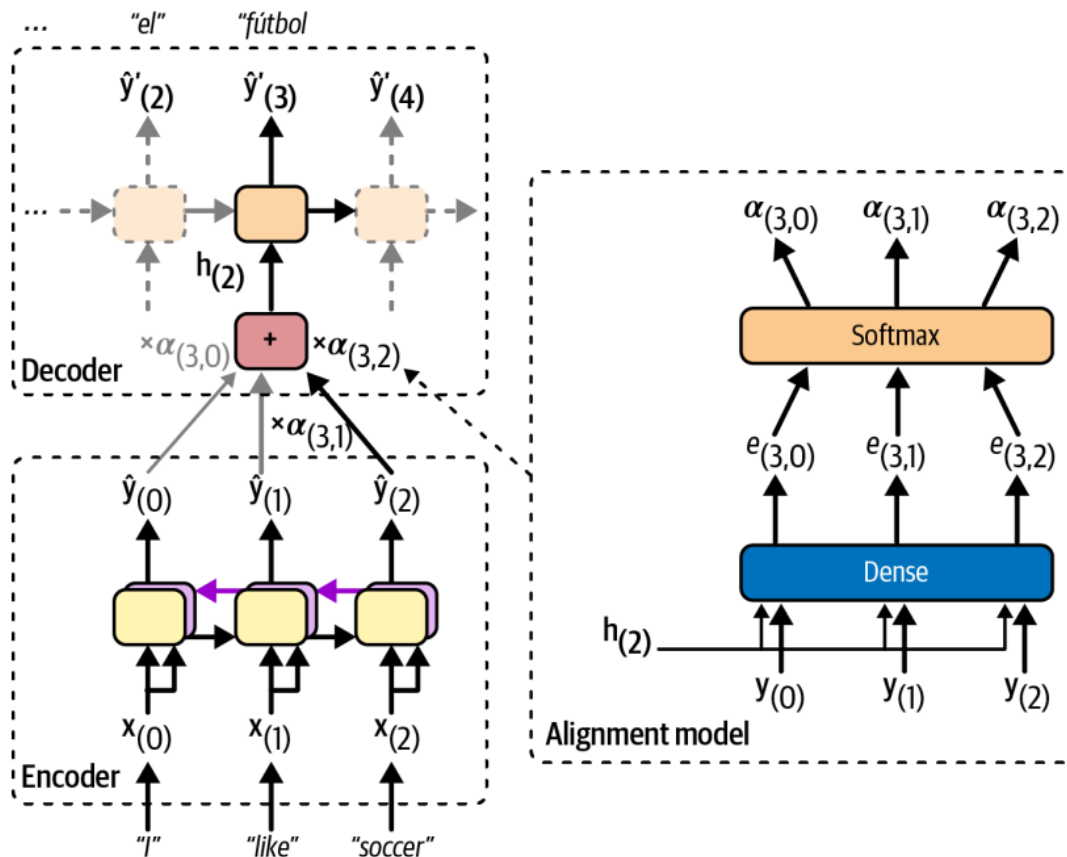 ... "el" "fútbol
ŷ'(2) ŷ'(3) ŷ'(4)
...
h(2)
×α(3,0) + ×α(3,2)
Decoder
×α(3,1)
ŷ(0) ŷ(1) ŷ(2)
x(0) x(1) x(2)
Encoder
"I" "like" "soccer"
α(3,0) α(3,1) α(3,2)
Softmax
e(3,0) e(3,1) e(3,2)
Dense
h(2)
y(0) y(1) y(2)
Alignment model